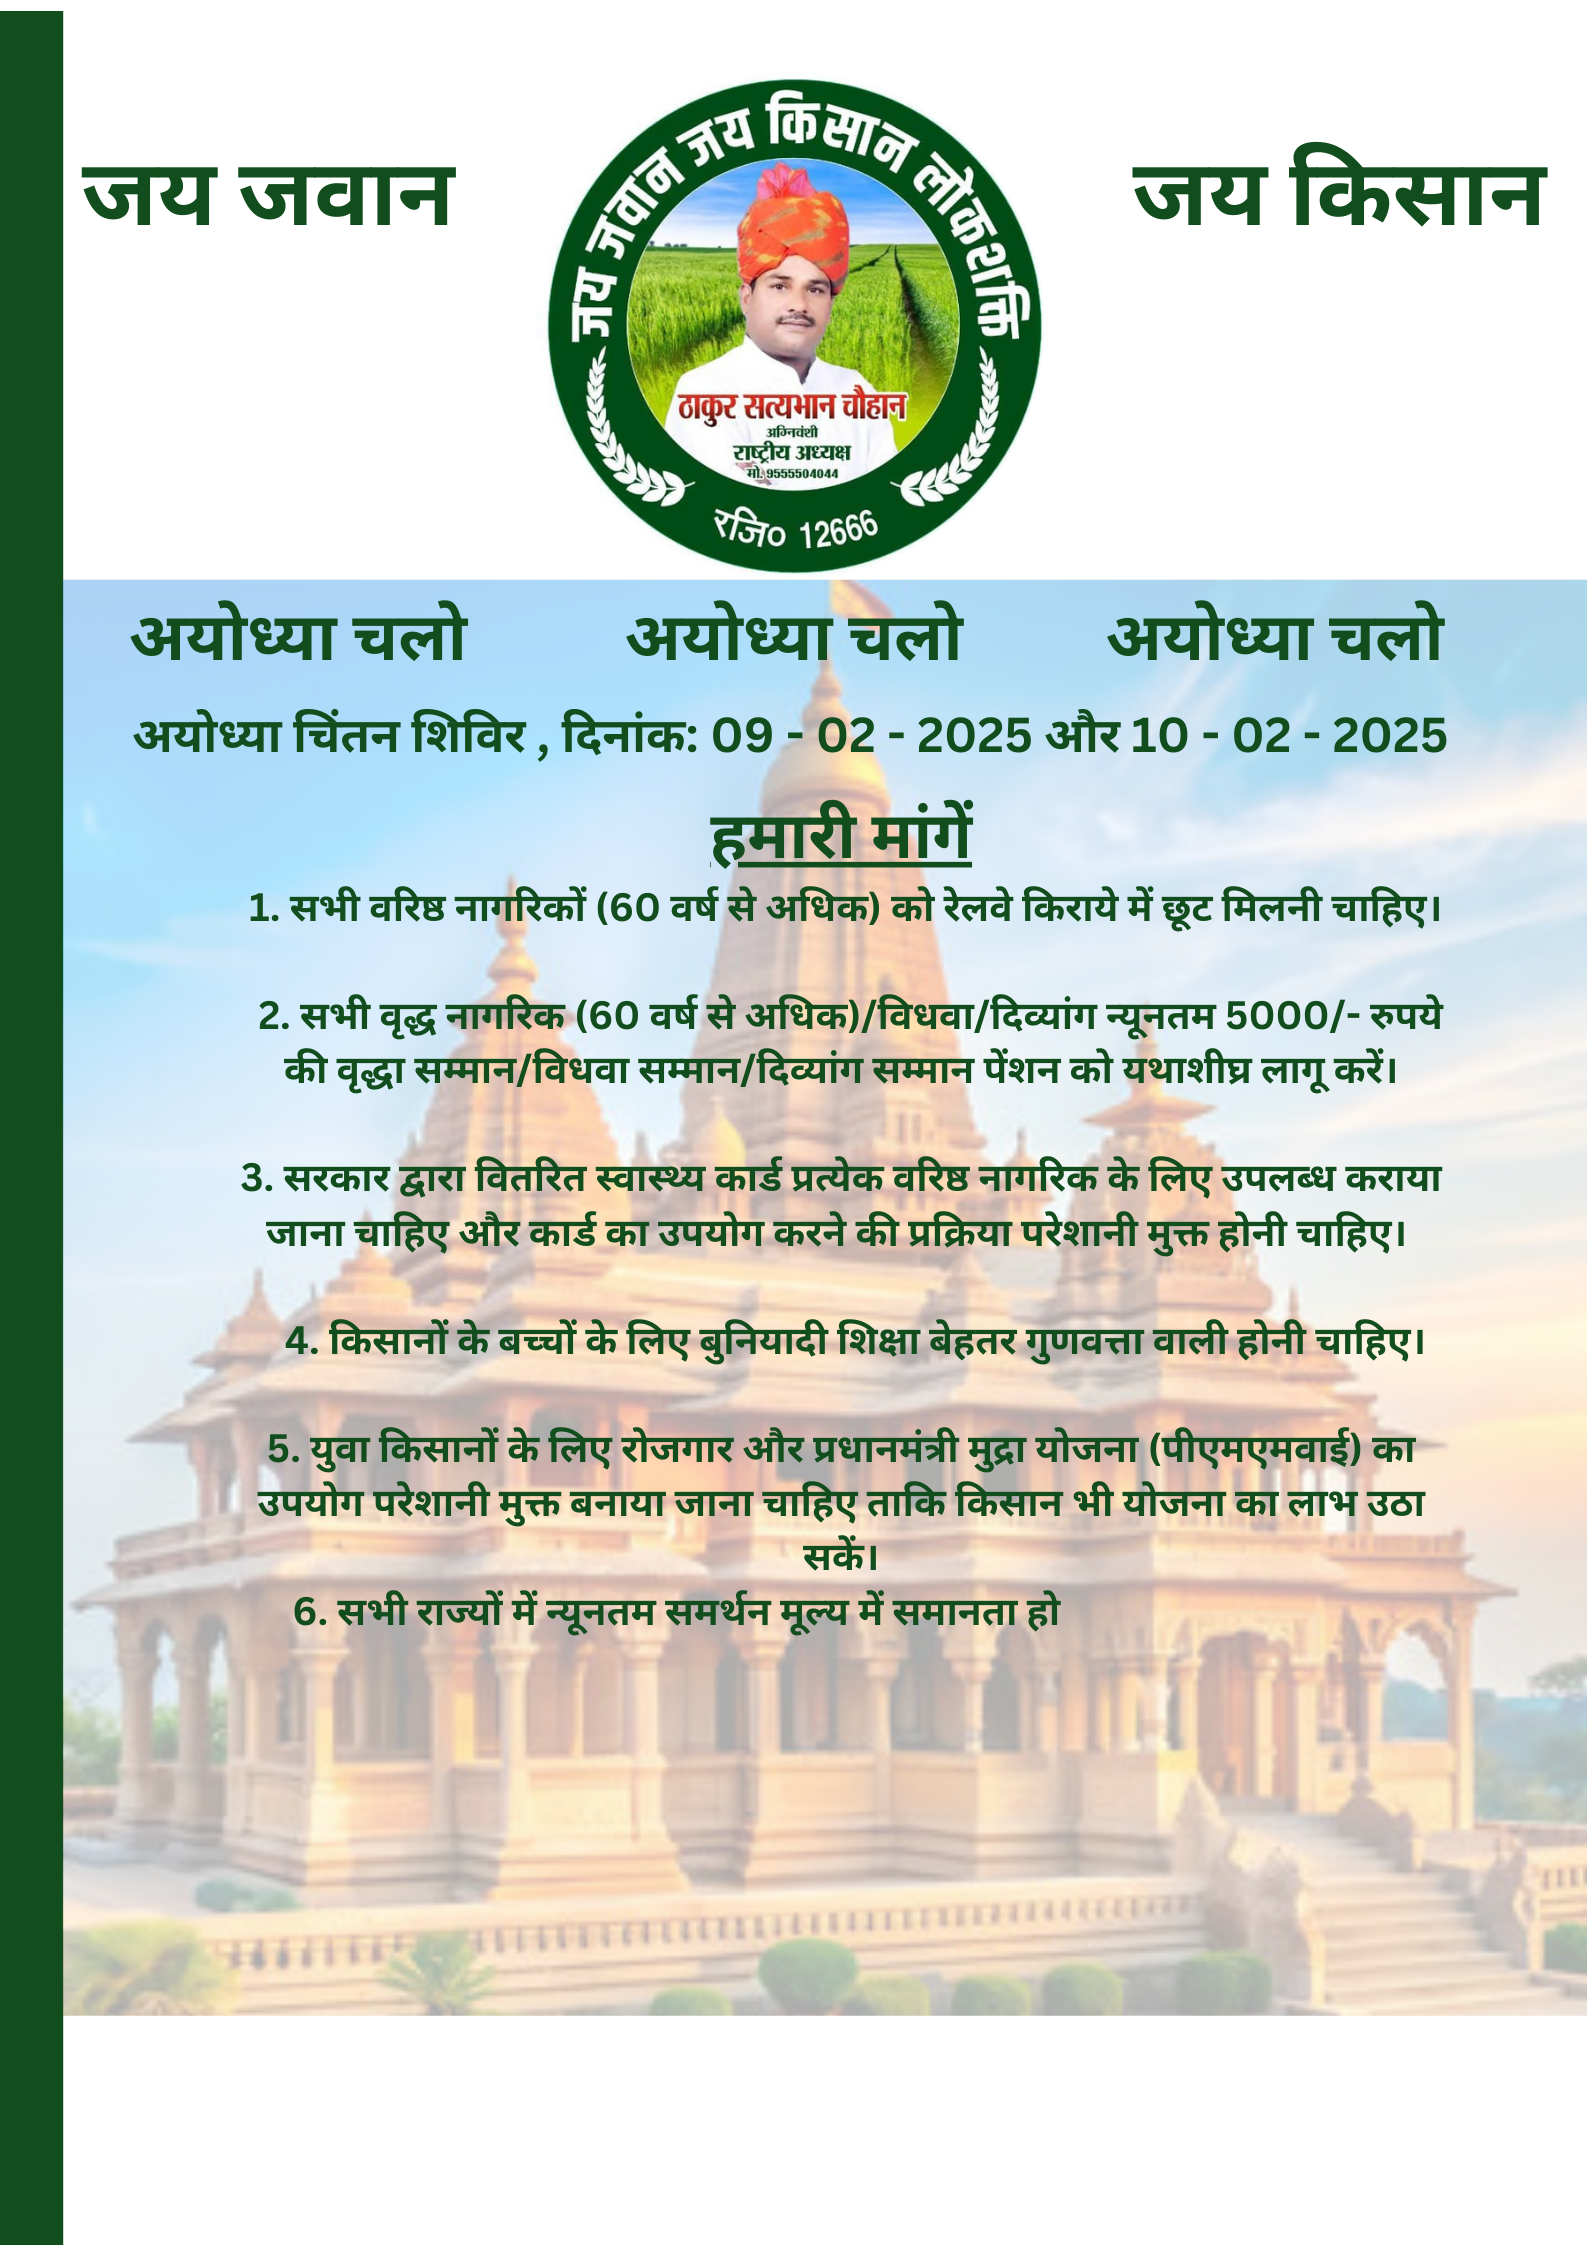 जय जवान
जय जवान जय किसान लोकशक्ति
जय किसान
ठाकुर सत्यभान चौहान
अग्निवंशी
राष्ट्रीय अध्यक्ष
मो. 9555504044
रजि० 12666
अयोध्या चलो अयोध्या चलो अयोध्या चलो
अयोध्या चिंतन शिविर , दिनांक: 09 - 02 - 2025 और 10 - 02 - 2025
हमारी मांगें
1. सभी वरिष्ठ नागरिकों (60 वर्ष से अधिक) को रेलवे किराये में छूट मिलनी चाहिए।
2. सभी वृद्ध नागरिक (60 वर्ष से अधिक)/विधवा/दिव्यांग न्यूनतम 5000/- रुपये
की वृद्धा सम्मान/विधवा सम्मान/दिव्यांग सम्मान पेंशन को यथाशीघ्र लागू करें।
3. सरकार द्वारा वितरित स्वास्थ्य कार्ड प्रत्येक वरिष्ठ नागरिक के लिए उपलब्ध कराया
जाना चाहिए और कार्ड का उपयोग करने की प्रक्रिया परेशानी मुक्त होनी चाहिए।
4. किसानों के बच्चों के लिए बुनियादी शिक्षा बेहतर गुणवत्ता वाली होनी चाहिए।
5. युवा किसानों के लिए रोजगार और प्रधानमंत्री मुद्रा योजना (पीएमएमवाई) का
उपयोग परेशानी मुक्त बनाया जाना चाहिए ताकि किसान भी योजना का लाभ उठा
सकें।
6. सभी राज्यों में न्यूनतम समर्थन मूल्य में समानता हो